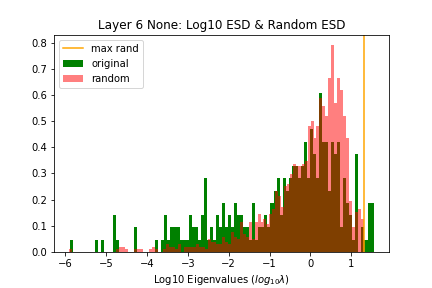 Layer 6 None: Log10 ESD & Random ESD
max rand
original
random
0.8
0.7
0.6
0.5
0.4
0.3
0.2
0.1
0.0
−6 −5 −4 −3 −2 −1 0 1
Log10 Eigenvalues (log₁₀λ)